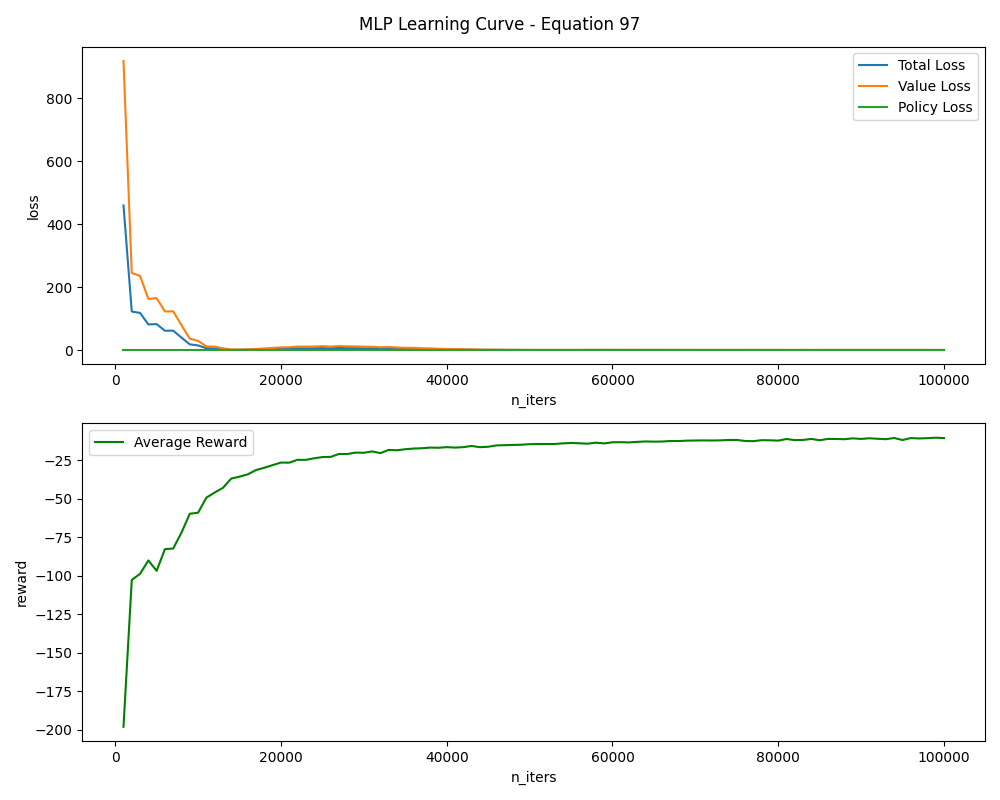 MLP Learning Curve - Equation 97
Total Loss
Value Loss
Policy Loss
800
600
400
200
0
loss
0 20000 40000 60000 80000 100000
n_iters
Average Reward
−25
−50
−75
−100
−125
−150
−175
−200
reward
0 20000 40000 60000 80000 100000
n_iters